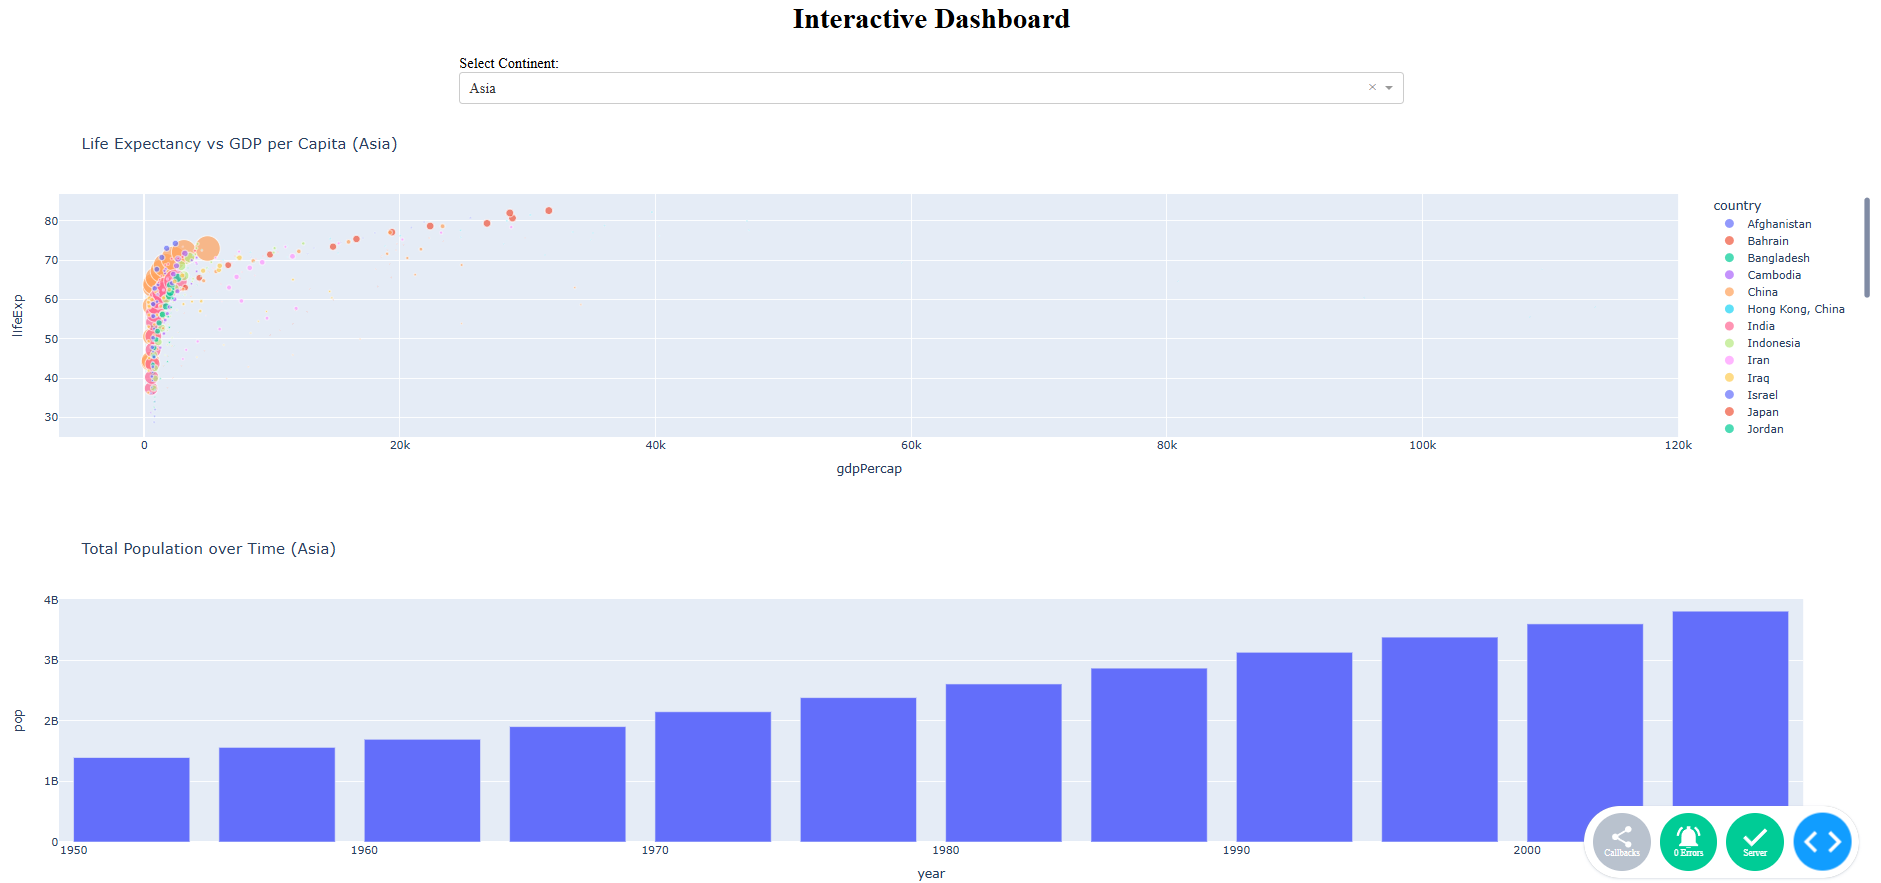 Interactive Dashboard
Select Continent:
Asia
× 
Life Expectancy vs GDP per Capita (Asia)
80
70
60
50
40
30
lifeExp
0
20k
40k
60k
80k
100k
120k
gdpPercap
country
Afghanistan
Bahrain
Bangladesh
Cambodia
China
Hong Kong, China
India
Indonesia
Iran
Iraq
Israel
Japan
Jordan
Total Population over Time (Asia)
4B
3B
2B
1B
0
pop
1950
1960
1970
1980
1990
2000
year
Callbacks
0 Errors
Server